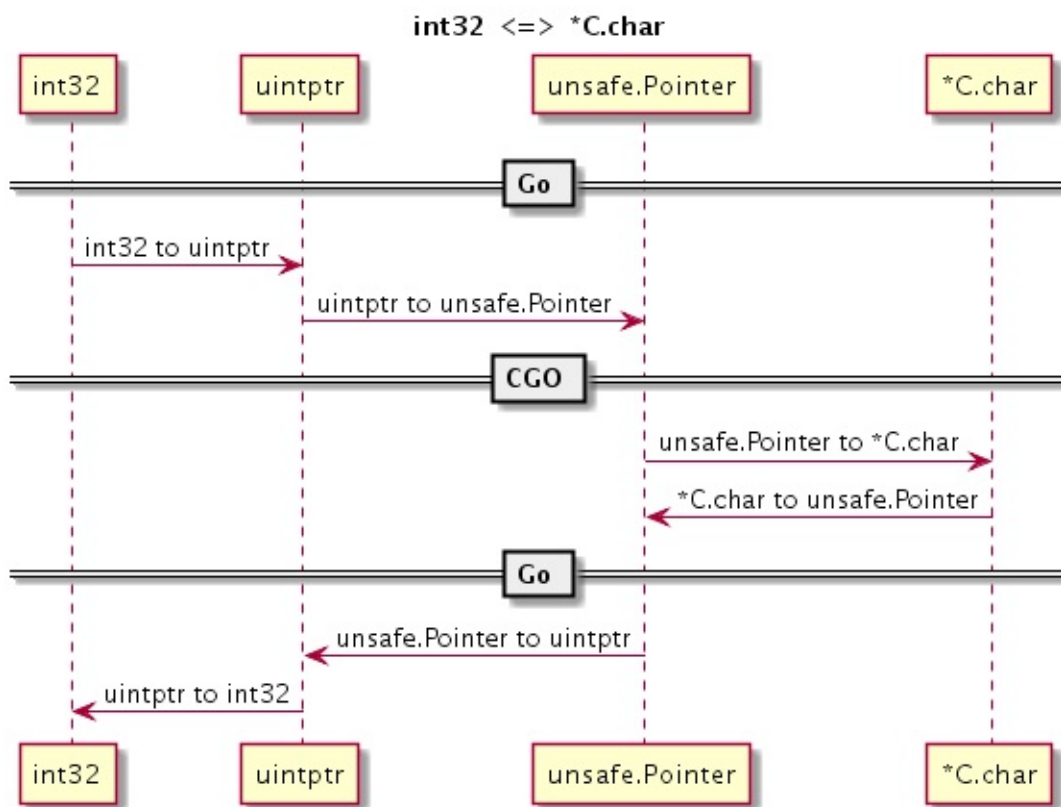 int32 <=> *C.char
int32 uintptr unsafe.Pointer *C.char
Go
int32 to uintptr
uintptr to unsafe.Pointer
CGO
unsafe.Pointer to *C.char
*C.char to unsafe.Pointer
Go
unsafe.Pointer to uintptr
uintptr to int32
int32 uintptr unsafe.Pointer *C.char